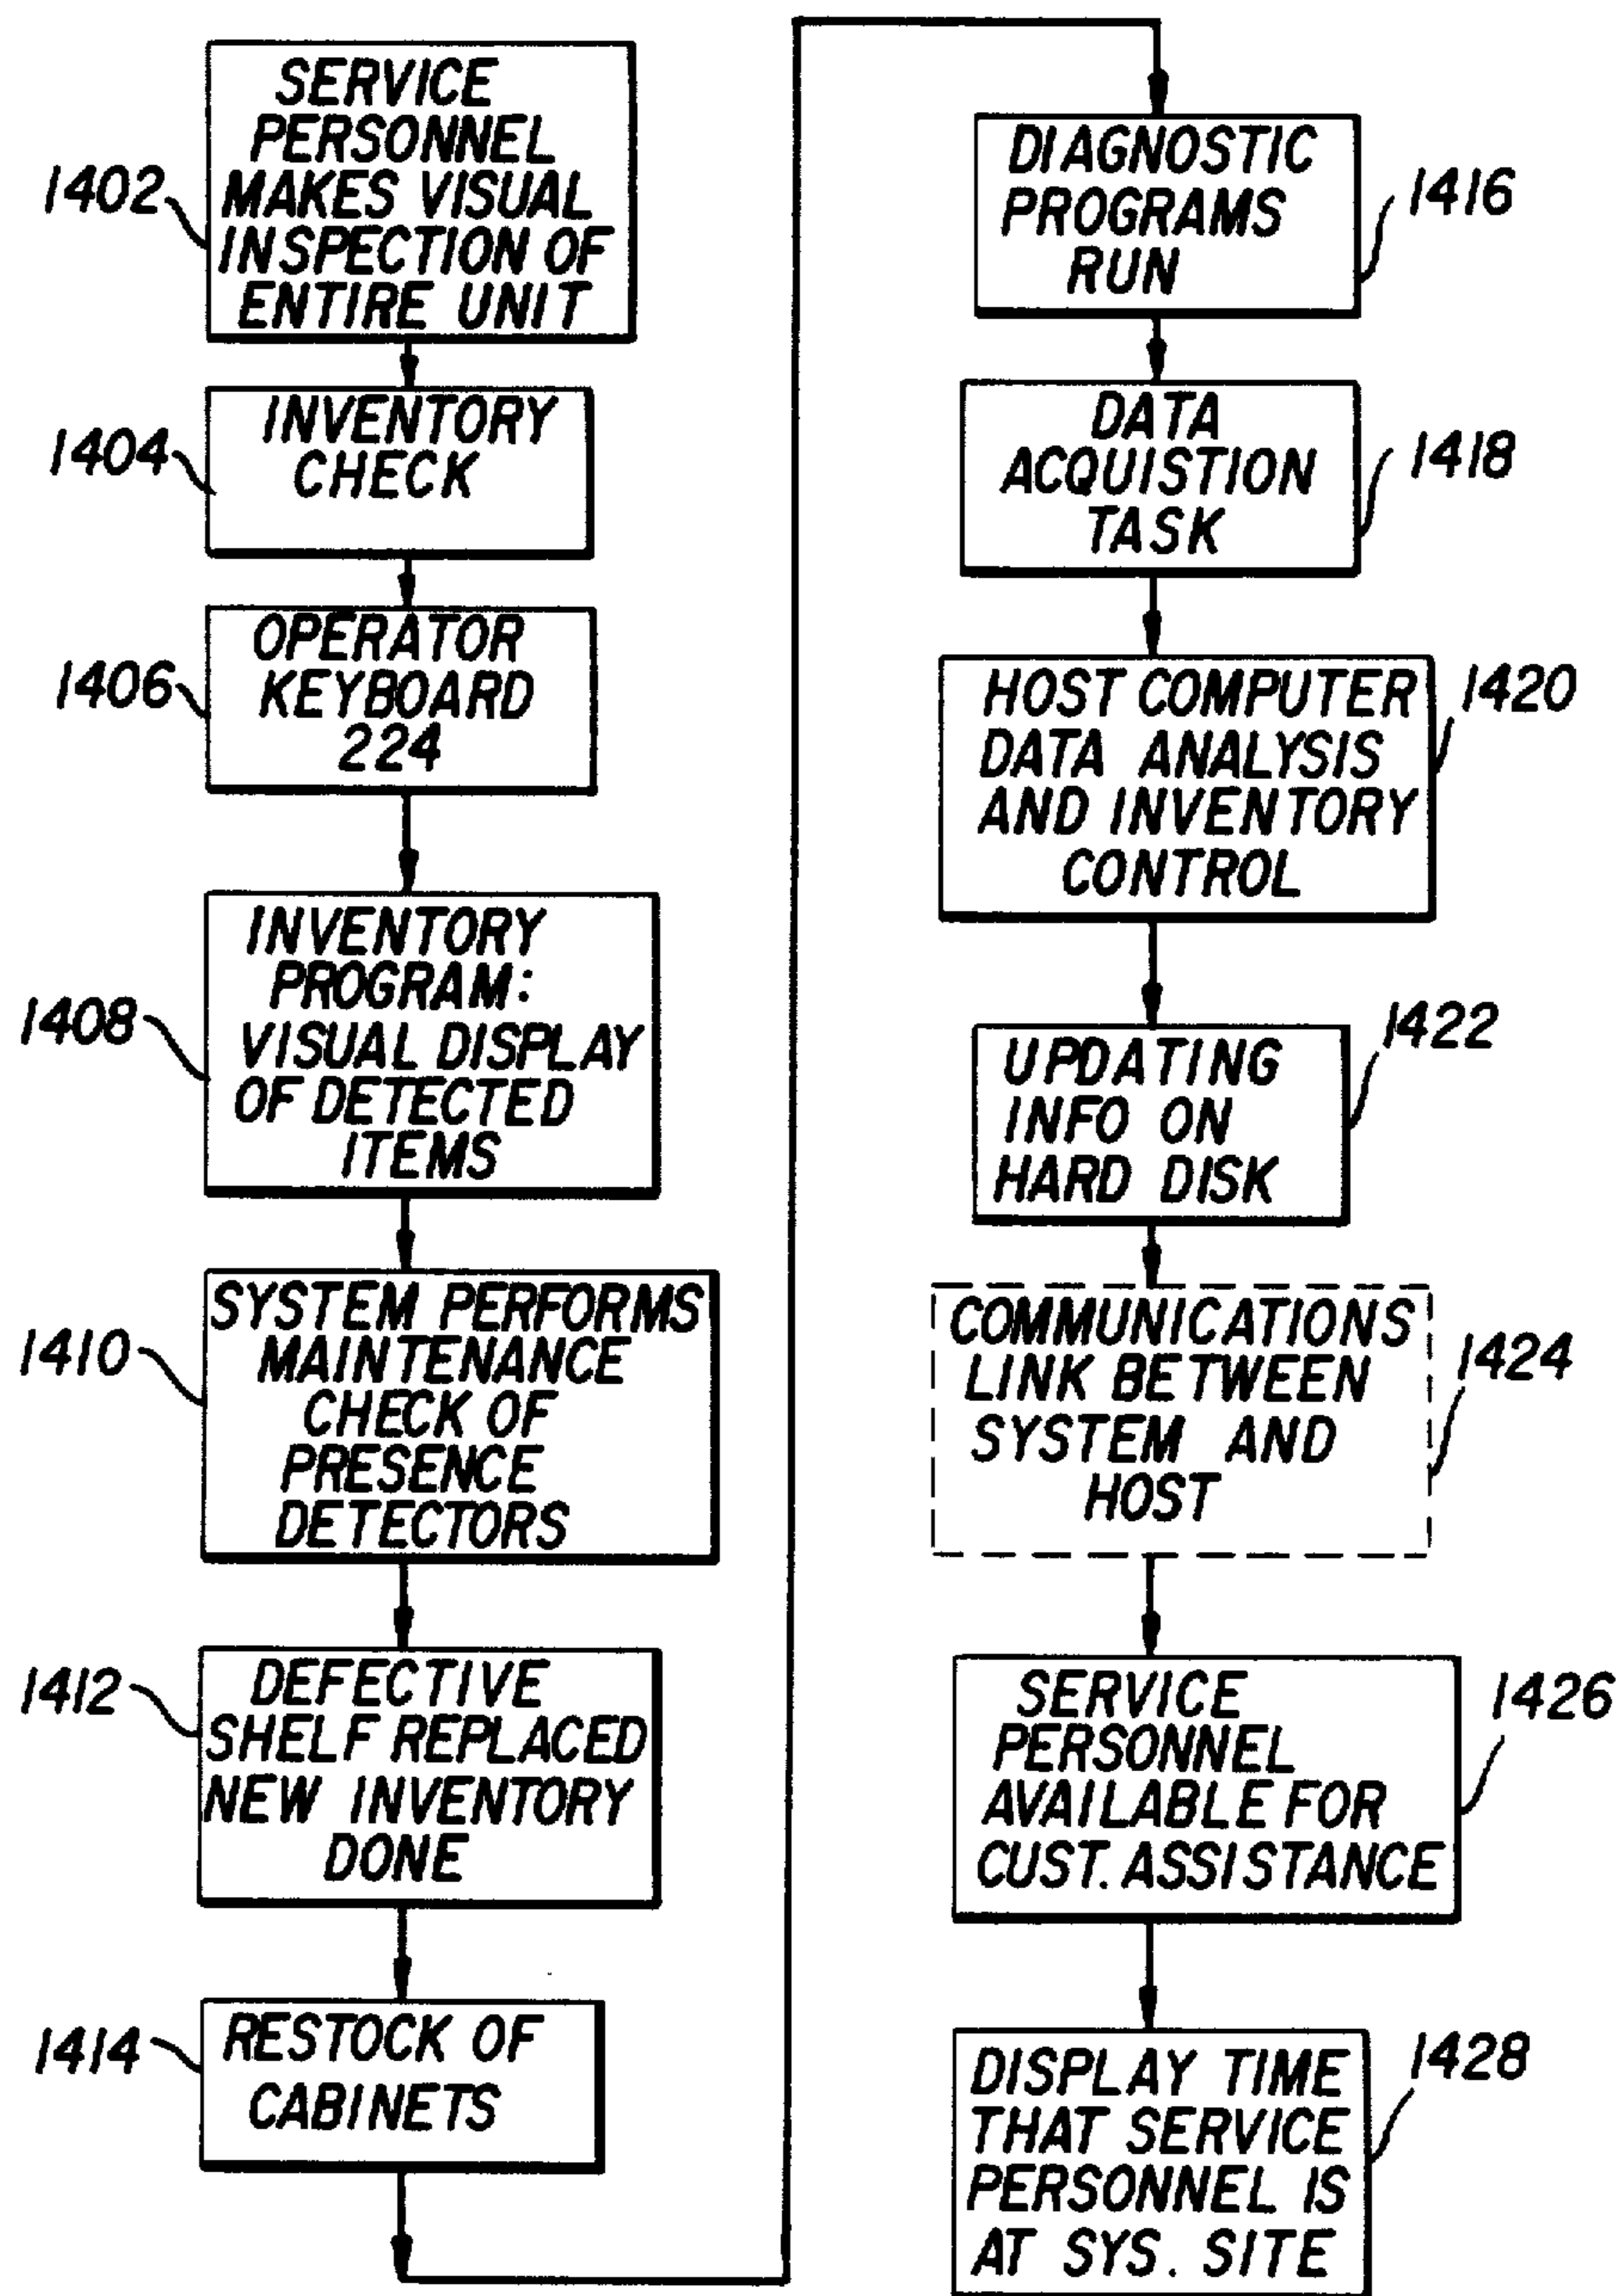 SERVICE
PERSONNEL
MAKES VISUAL
INSPECTION OF
ENTIRE UNIT
1402
INVENTORY
CHECK
1404
OPERATOR
KEYBOARD
224
1406
INVENTORY
PROGRAM:
VISUAL DISPLAY
OF DETECTED
ITEMS
1408
SYSTEM PERFORMS
MAINTENANCE
CHECK OF
PRESENCE
DETECTORS
1410
DEFECTIVE
SHELF REPLACED
NEW INVENTORY
DONE
1412
RESTOCK OF
CABINETS
1414
DIAGNOSTIC
PROGRAMS
RUN
1416
DATA
ACQUISTION
TASK
1418
HOST COMPUTER
DATA ANALYSIS
AND INVENTORY
CONTROL
1420
UPDATING
INFO ON
HARD DISK
1422
COMMUNICATIONS
LINK BETWEEN
SYSTEM AND
HOST
1424
SERVICE
PERSONNEL
AVAILABLE FOR
CUST. ASSISTANCE
1426
DISPLAY TIME
THAT SERVICE
PERSONNEL IS
AT SYS. SITE
1428